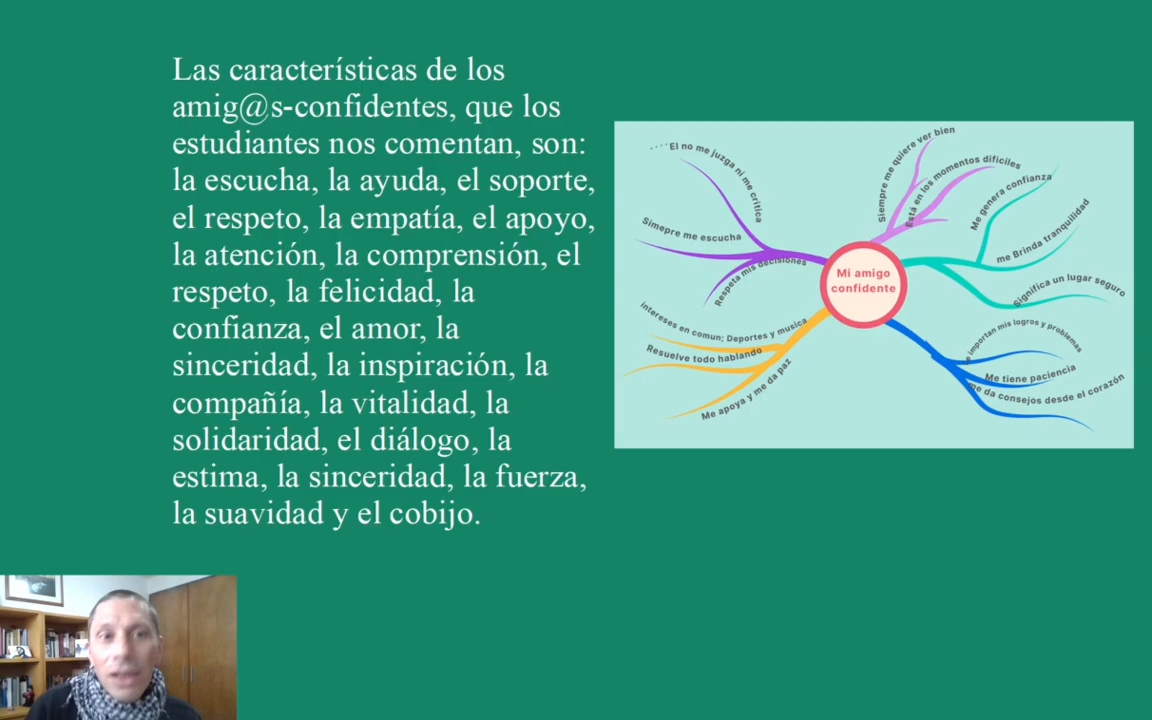 Las características de los
amig@s-confidentes, que los
estudiantes nos comentan, son:
la escucha, la ayuda, el soporte,
el respeto, la empatía, el apoyo,
la atención, la comprensión, el
respeto, la felicidad, la
confianza, el amor, la
sinceridad, la inspiración, la
compañía, la vitalidad, la
solidaridad, el diálogo, la
estima, la sinceridad, la fuerza,
la suavidad y el cobijo.
Mi amigo
confidente
El no me juzga ni me critica
Simepre me escucha
Respeta mis decisiones
Intereses en comun; Deportes y musica
Resuelve todo hablando
Me apoya y me da paz
Siempre me quiere ver bien
Está en los momentos dificiles
Me genera confianza
me Brinda tranquilidad
Significa un lugar seguro
importan mis logros y problemas
Me tiene paciencia
me da consejos desde el corazón